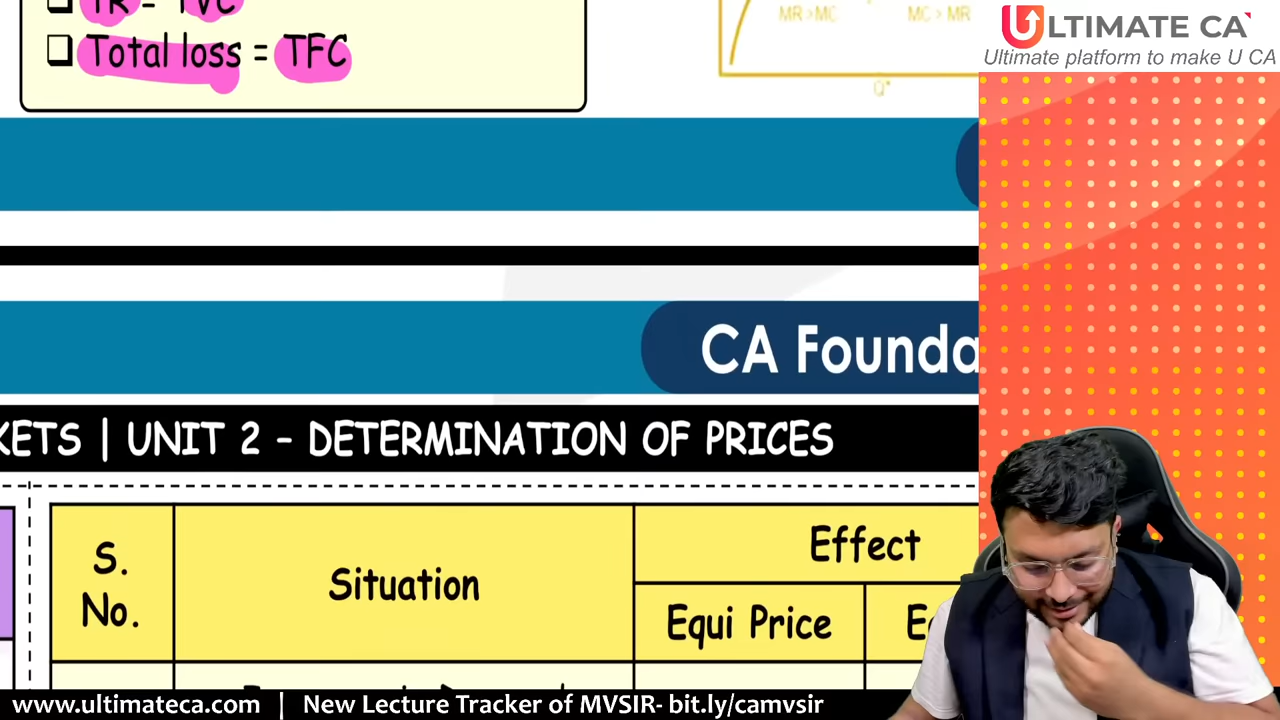 ❑ TR = TVC
❑ Total loss = TFC
MR>MC
MC > MR
Q*
ULTIMATE CA
Ultimate platform to make U CA
CA Founda
KETS | UNIT 2 – DETERMINATION OF PRICES
S. No.
Situation
Effect
Equi Price
www.ultimateca.com | New Lecture Tracker of MVSIR- bit.ly/camvsir